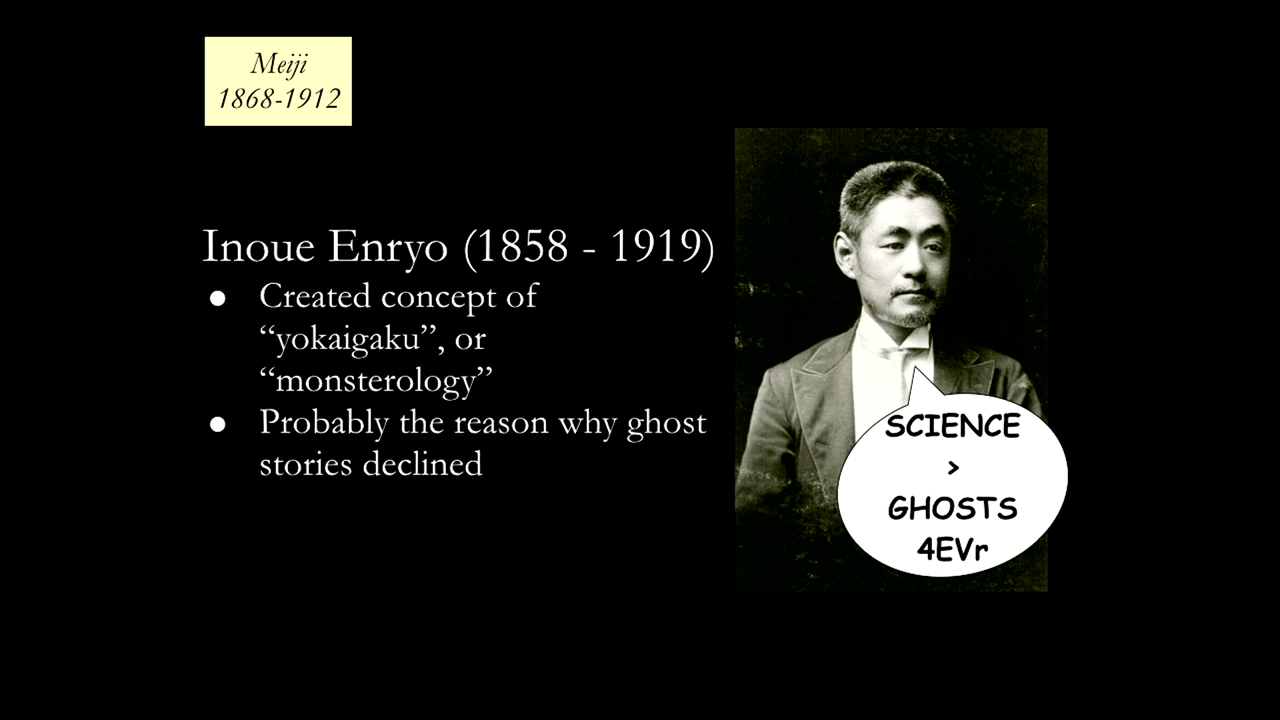 Meiji
1868-1912
Inoue Enryo (1858 - 1919)
● Created concept of
“yokaigaku”, or
“monsterology”
● Probably the reason why ghost
stories declined
SCIENCE
>
GHOSTS
4EVr